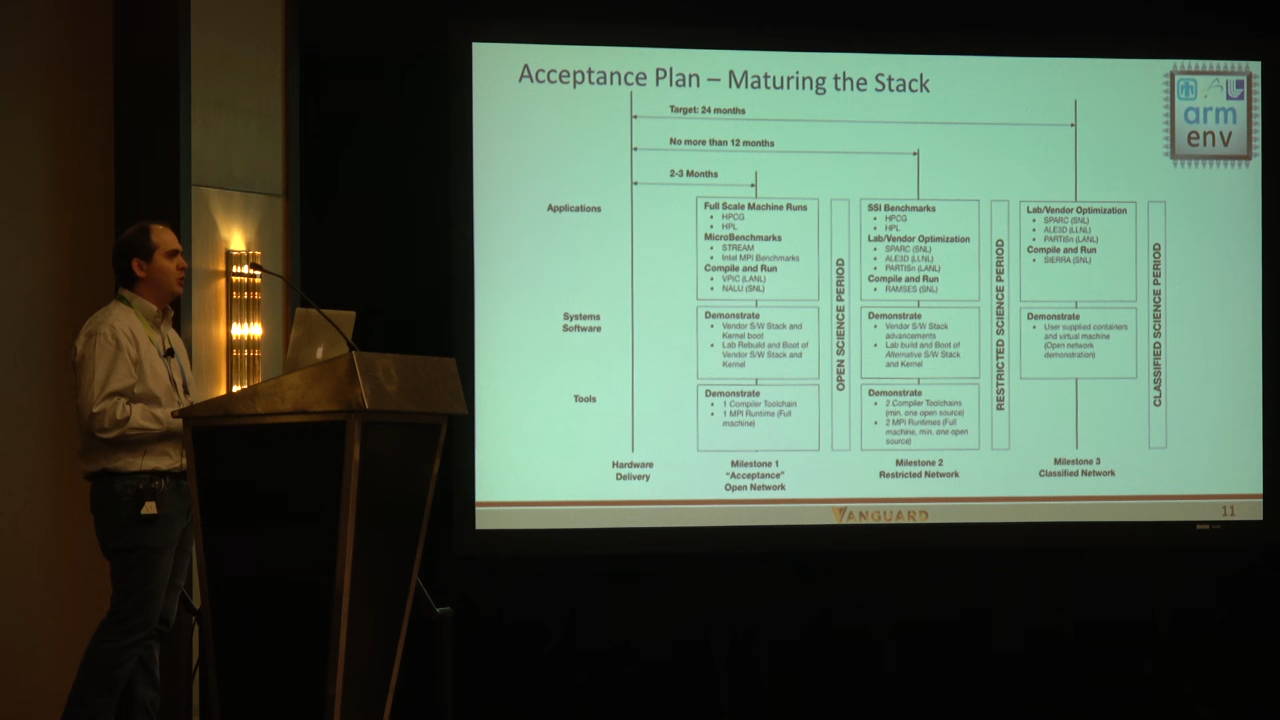 Acceptance Plan – Maturing the Stack
arm
env
Target: 24 months
No more than 12 months
2-3 Months
Applications
Full Scale Machine Runs
• HPCG
• HPL
MicroBenchmarks
• STREAM
• Intel MPI Benchmarks
Compile and Run
• VPIC (LANL)
• NALU (SNL)
OPEN SCIENCE PERIOD
SSI Benchmarks
• HPCG
• HPL
Lab/Vendor Optimization
• SPARC (SNL)
• ALE3D (LLNL)
• PARTISn (LANL)
Compile and Run
• RAMSES (SNL)
RESTRICTED SCIENCE PERIOD
Lab/Vendor Optimization
• SPARC (SNL)
• ALE3D (LLNL)
• PARTISn (LANL)
Compile and Run
• SIERRA (SNL)
CLASSIFIED SCIENCE PERIOD
Systems
Software
Demonstrate
• Vendor S/W Stack and
Kernel boot
• Lab Rebuild and Boot of
Vendor S/W Stack and
Kernel
Demonstrate
• Vendor S/W Stack
advancements
• Lab build and Boot of
Alternative S/W Stack
and Kernel
Demonstrate
• User supplied containers
and virtual machine
(Open network
demonstration)
Tools
Demonstrate
• 1 Compiler Toolchain
• 1 MPI Runtime (Full
machine)
Demonstrate
• 2 Compiler Toolchains
(min. one open source)
• 2 MPI Runtimes (Full
machine, min. one open
source)
Hardware
Delivery
Milestone 1
"Acceptance"
Open Network
Milestone 2
Restricted Network
Milestone 3
Classified Network
VANGUARD
11